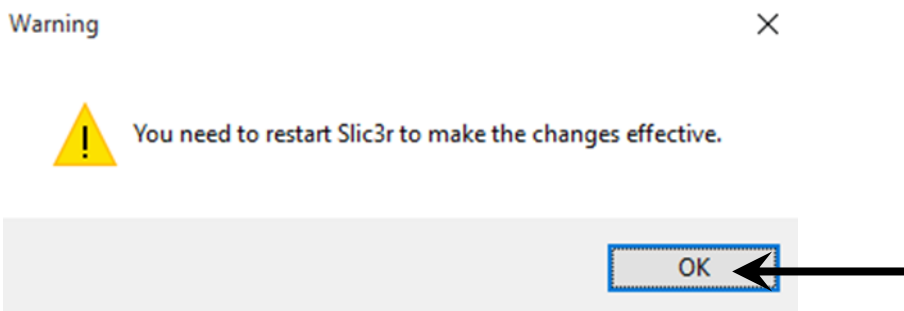 Warning
You need to restart Slic3r to make the changes effective.
OK